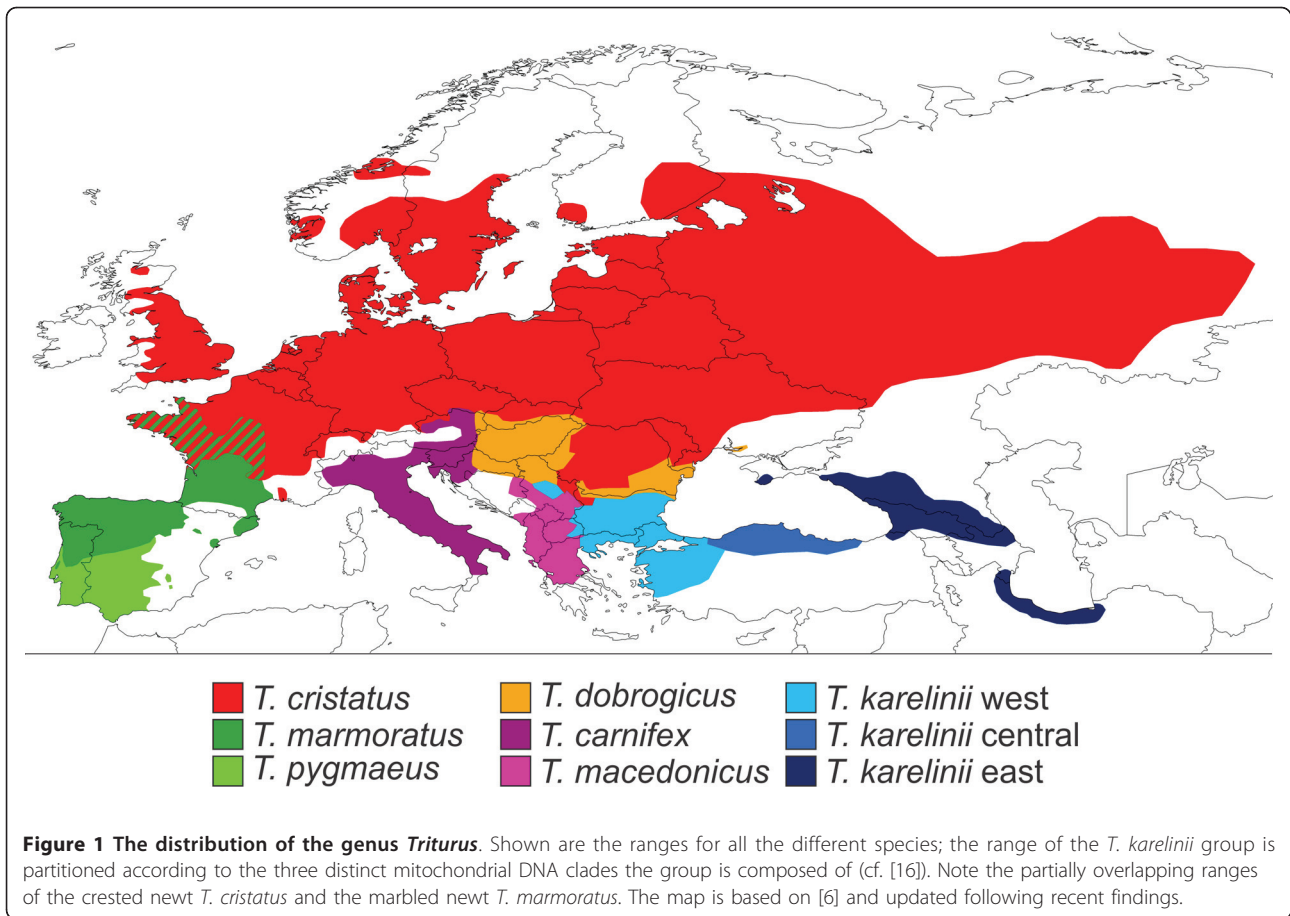 T. cristatus
T. marmoratus
T. pygmaeus
T. dobrogicus
T. carnifex
T. macedonicus
T. karelinii west
T. karelinii central
T. karelinii east
Figure 1 The distribution of the genus Triturus. Shown are the ranges for all the different species; the range of the T. karelinii group is
partitioned according to the three distinct mitochondrial DNA clades the group is composed of (cf. [16]). Note the partially overlapping ranges
of the crested newt T. cristatus and the marbled newt T. marmoratus. The map is based on [6] and updated following recent findings.